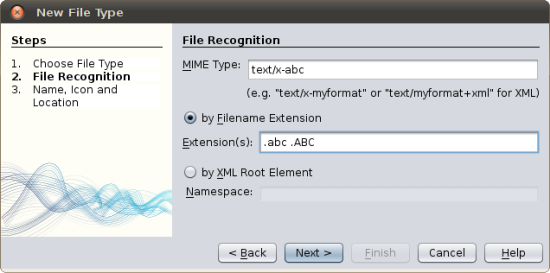 New File Type
Steps
1. Choose File Type
2. File Recognition
3. Name, Icon and
Location
File Recognition
MIME Type: text/x-abc
(e.g. "text/x-myformat" or "text/myformat+xml" for XML)
by Filename Extension
Extension(s): .abc .ABC
by XML Root Element
Namespace:
< Back Next > Finish Cancel Help